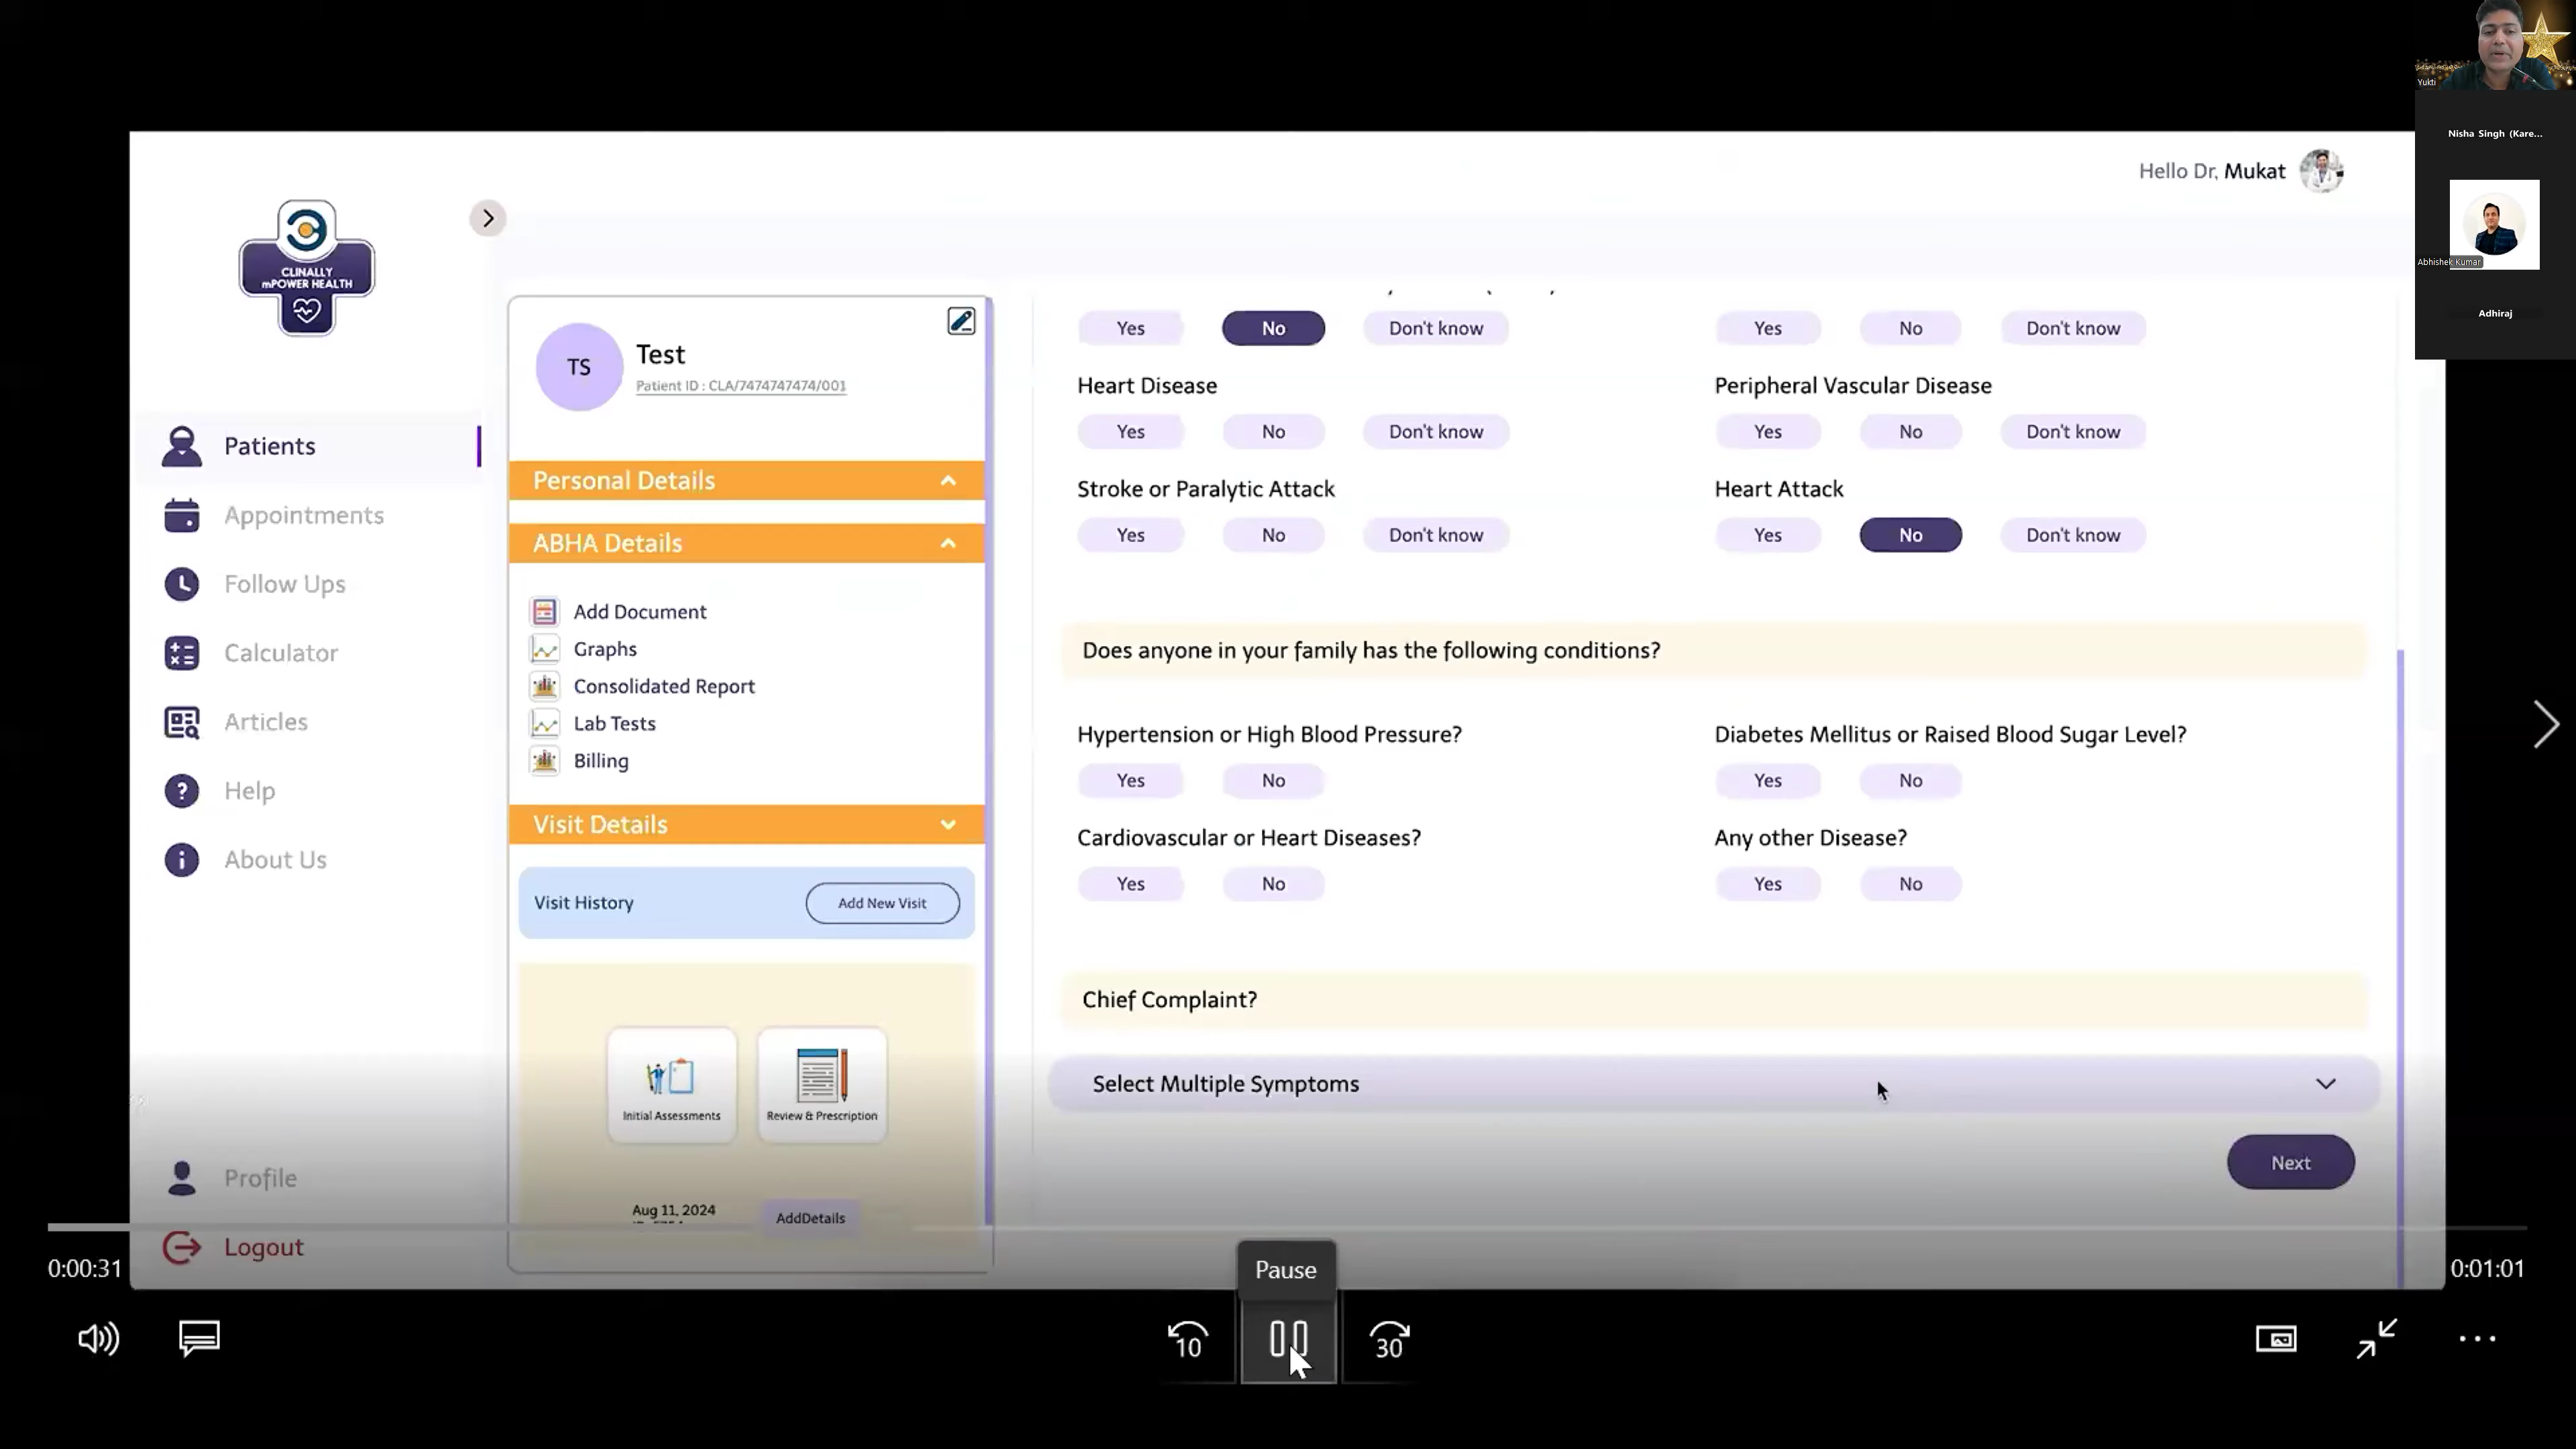 Yukti
Nisha Singh (Kare...
Abhishek Kumar
Adhiraj
Hello Dr, Mukat
CLINALLY
mPOWER HEALTH
Patients
Appointments
Follow Ups
Calculator
Articles
Help
About Us
Profile
Logout
TS
Test
Patient ID : CLA/7474747474/001
Personal Details
ABHA Details
Add Document
Graphs
Consolidated Report
Lab Tests
Billing
Visit Details
Visit History
Add New Visit
Initial Assessments
Review & Prescription
Aug 11, 2024
AddDetails
Yes No Don't know
Yes No Don't know
Heart Disease
Yes No Don't know
Peripheral Vascular Disease
Yes No Don't know
Stroke or Paralytic Attack
Yes No Don't know
Heart Attack
Yes No Don't know
Does anyone in your family has the following conditions?
Hypertension or High Blood Pressure?
Yes No
Diabetes Mellitus or Raised Blood Sugar Level?
Yes No
Cardiovascular or Heart Diseases?
Yes No
Any other Disease?
Yes No
Chief Complaint?
Select Multiple Symptoms
Next
0:00:31
0:01:01
Pause
10
30